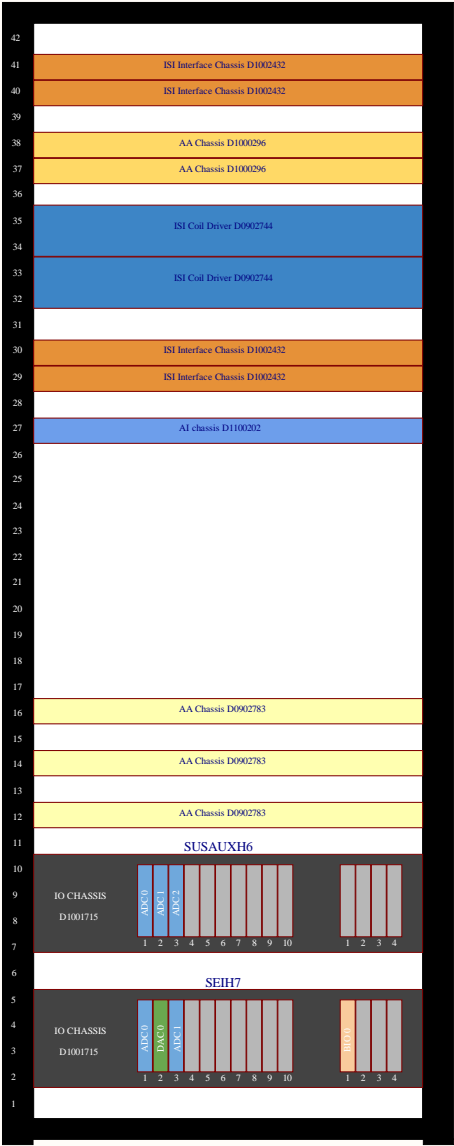 42
41 ISI Interface Chassis D1002432
40 ISI Interface Chassis D1002432
39
38 AA Chassis D1000296
37 AA Chassis D1000296
36
35 ISI Coil Driver D0902744
34
33 ISI Coil Driver D0902744
32
31
30 ISI Interface Chassis D1002432
29 ISI Interface Chassis D1002432
28
27 AI chassis D1100202
26
25
24
23
22
21
20
19
18
17
16 AA Chassis D0902783
15
14 AA Chassis D0902783
13
12 AA Chassis D0902783
11 SUSAUXH6
10
9 IO CHASSIS ADC 0 ADC 1 ADC 2
8 D1001715
7 1 2 3 4 5 6 7 8 9 10 1 2 3 4
6 SEIH7
5
4 IO CHASSIS ADC 0 DAC 0 ADC 1 BIO 0
3 D1001715
2 1 2 3 4 5 6 7 8 9 10 1 2 3 4
1